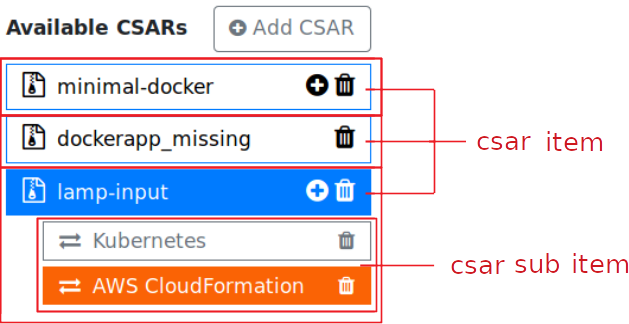 Available CSARs Add CSAR
minimal-docker
dockerapp_missing
csar item
lamp-input
Kubernetes
csar sub item
AWS CloudFormation